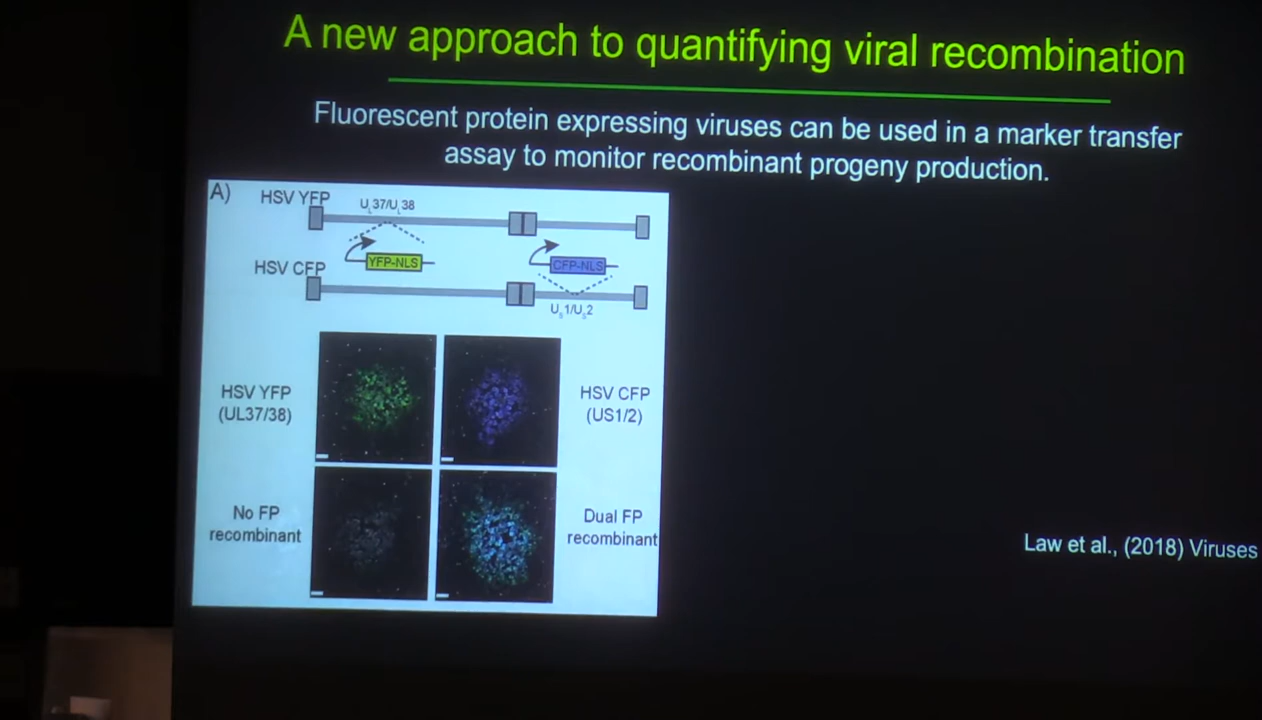 A new approach to quantifying viral recombination
Fluorescent protein expressing viruses can be used in a marker transfer
assay to monitor recombinant progeny production.
A)
HSV YFP
UL37/UL38
YFP-NLS
CFP-NLS
HSV CFP
US1/US2
HSV YFP
(UL37/38)
HSV CFP
(US1/2)
No FP
recombinant
Dual FP
recombinant
Law et al., (2018) Viruses